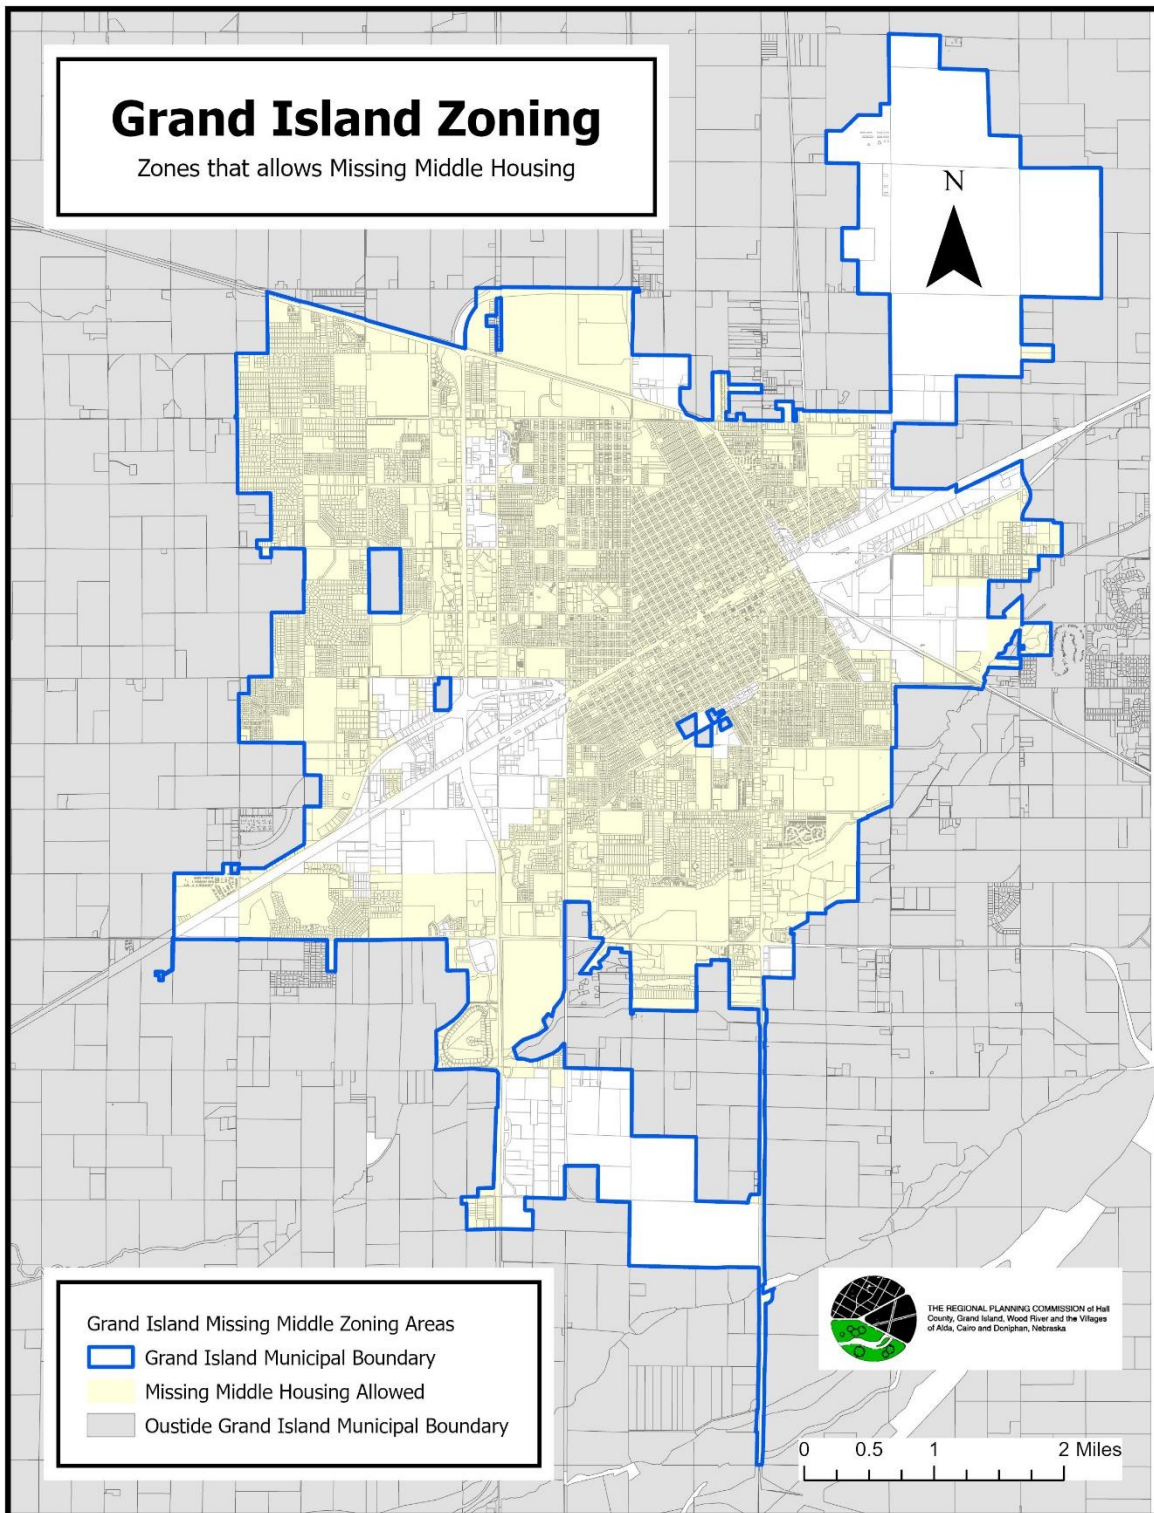 Grand Island Zoning
Zones that allows Missing Middle Housing
N
Grand Island Missing Middle Zoning Areas
Grand Island Municipal Boundary
Missing Middle Housing Allowed
Oustide Grand Island Municipal Boundary
THE REGIONAL PLANNING COMMISSION of Hall
County, Grand Island, Wood River and the Villages
of Alda, Cairo and Doniphan, Nebraska
0 0.5 1 2 Miles